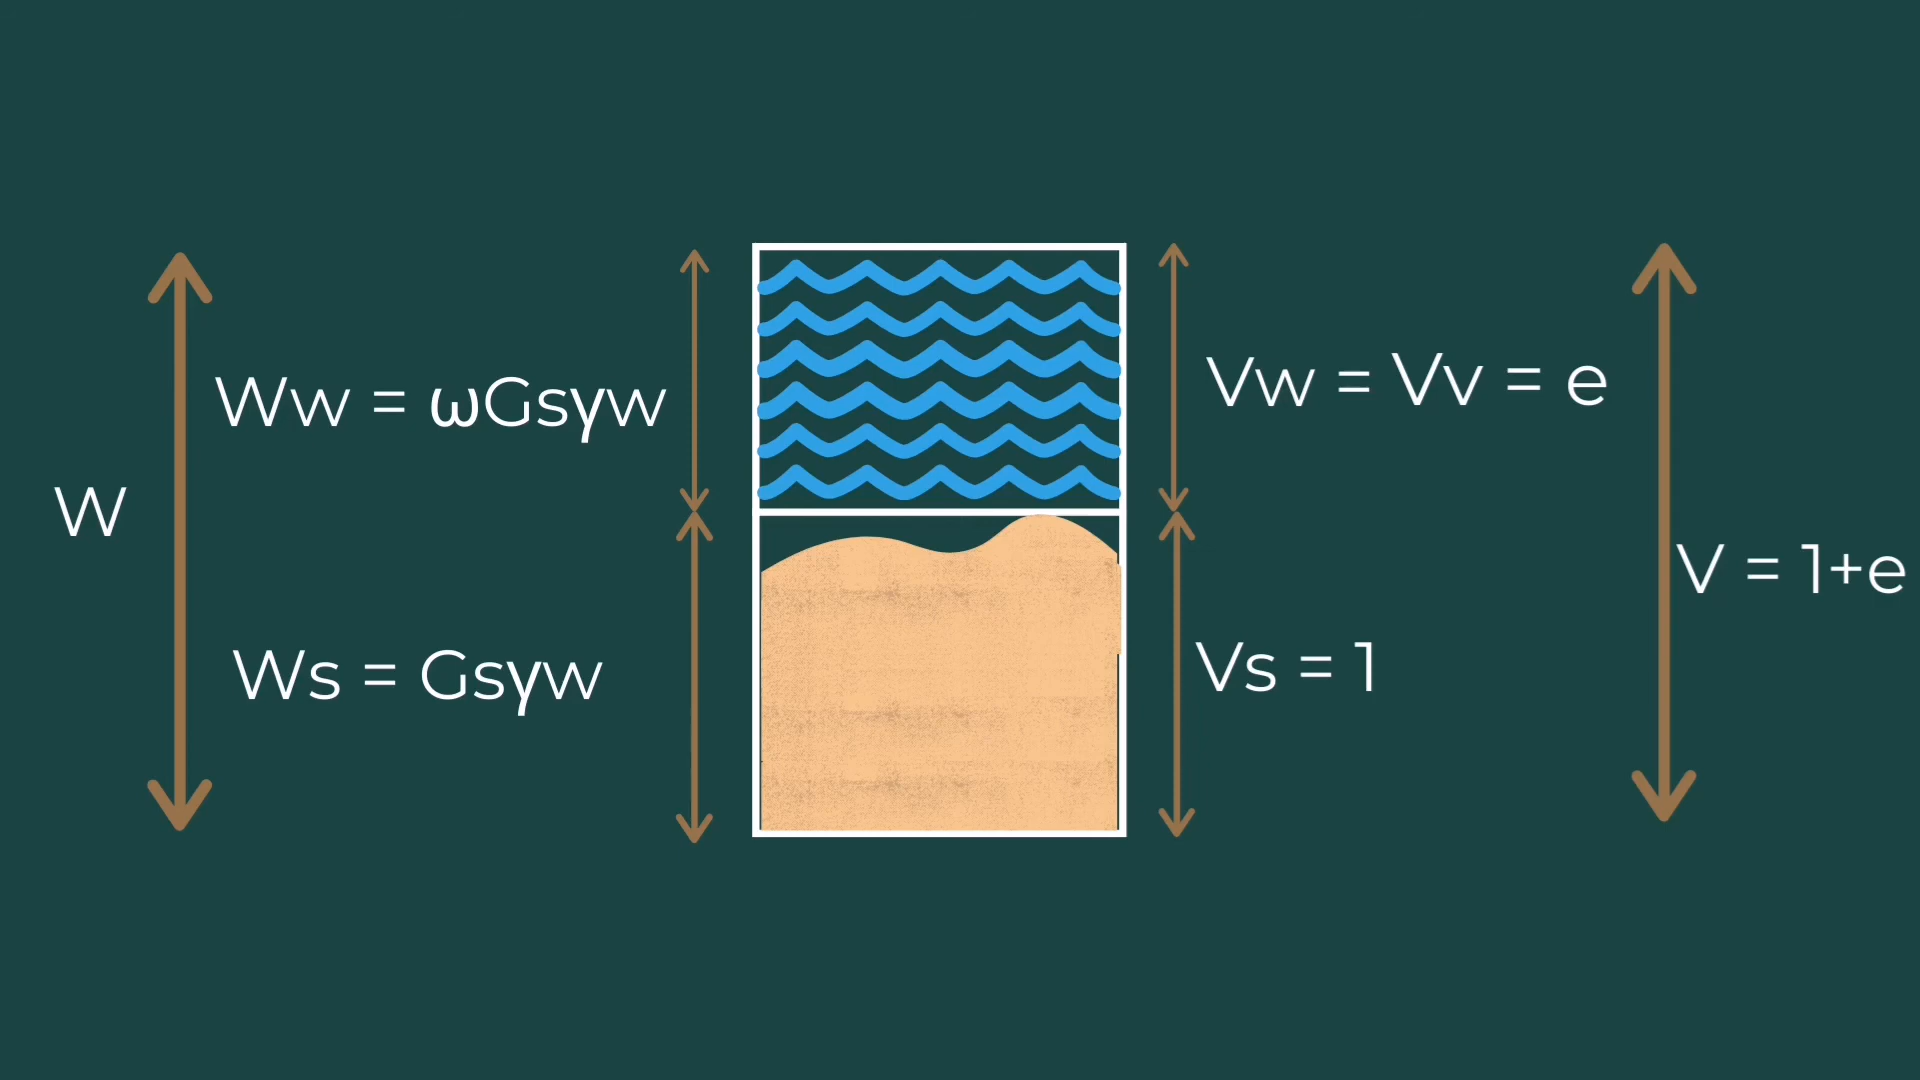 Ww = ωGsγw
Vw = Vv = e
W
V = 1+e
Ws = Gsγw
Vs = 1